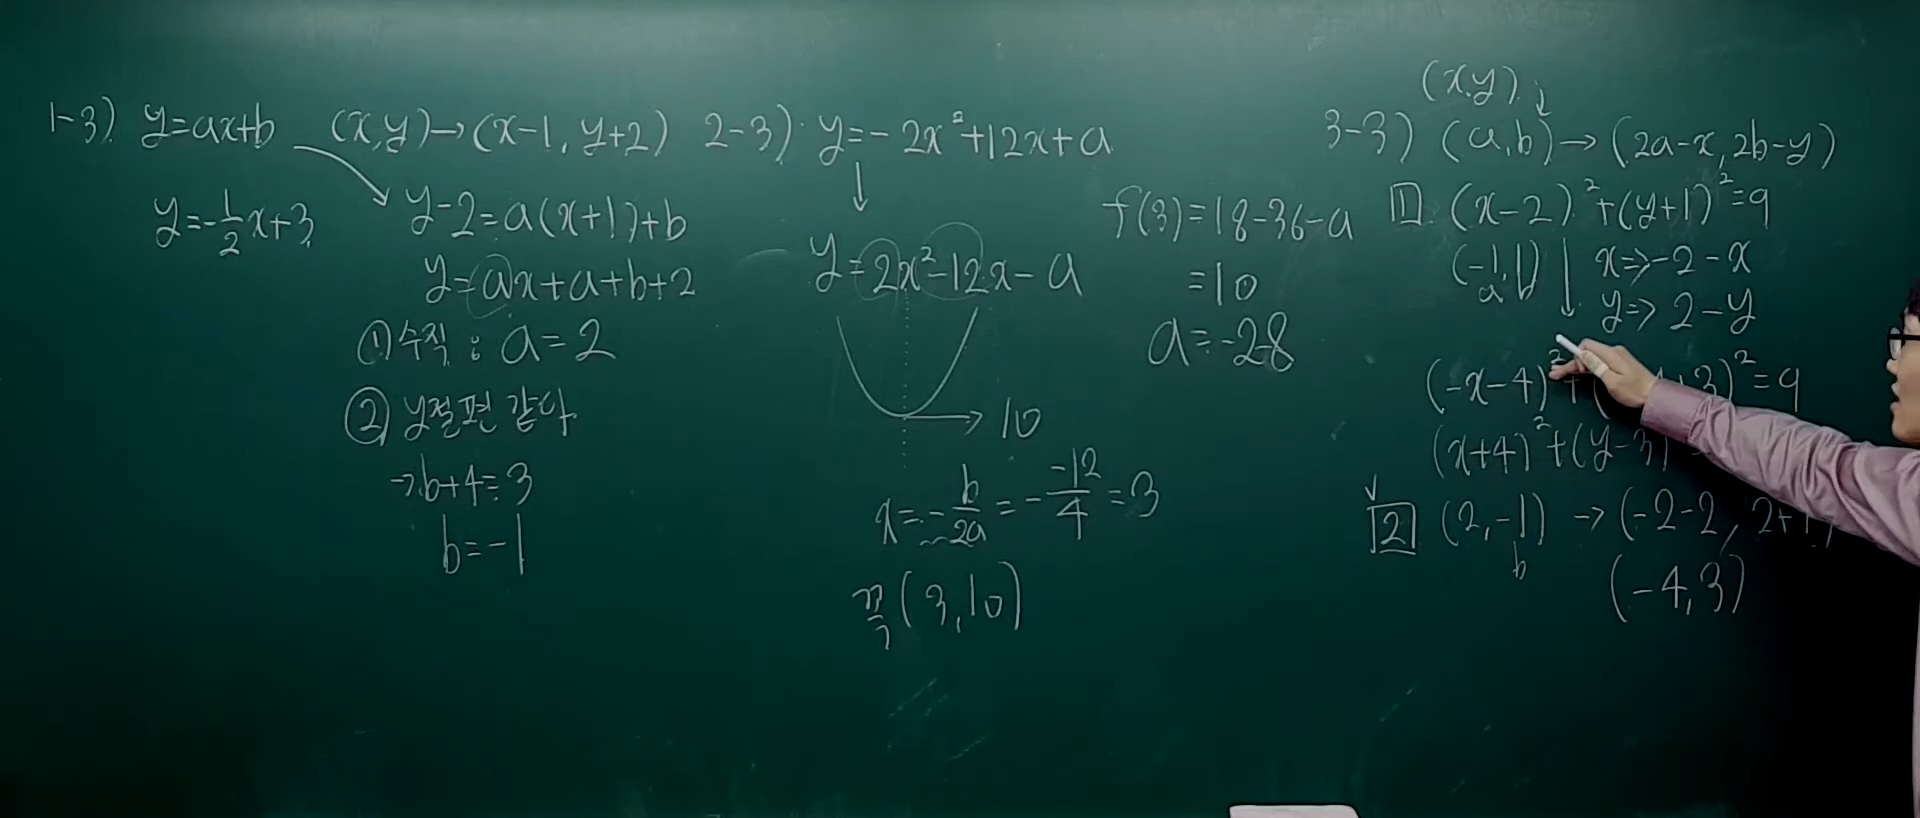 1-3) y=ax+b (x,y)→(x-1, y+2)
y=-1/2x+3
y-2=a(x+1)+b
y=ax+a+b+2
① 수직 : a=2
② y절편 같다.
→b+4=3
b=-1
2-3) y=-2x²+12x+a
↓
y=2x²-12x-a
→10
x=-b/2a=-(-12)/4=3
꼭(3,10)
f(3)=18-36-a
=10
a=-28
(x,y)
3-3) (a,b)→(2a-x, 2b-y)
1 (x-2)²+(y+1)²=9
(-1,1) x⇒-2-x
a b y⇒2-y
(-x-4)²+( +3)²=9
(x+4)²+(y-3)
2 (2,-1) →(-2-2, 2+1)
b
(-4,3)